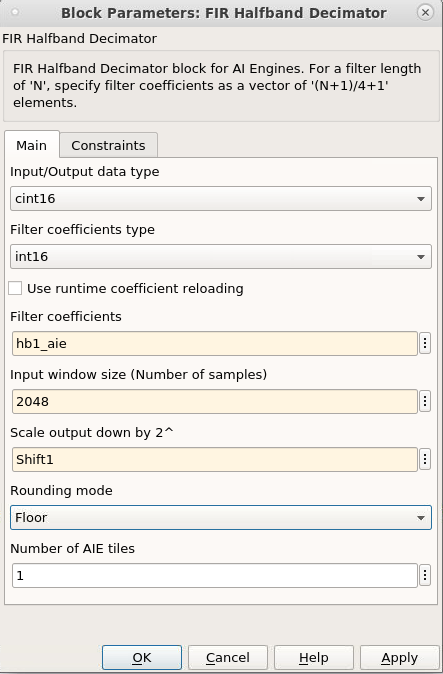 Block Parameters: FIR Halfband Decimator
FIR Halfband Decimator
FIR Halfband Decimator block for AI Engines. For a filter length
of 'N', specify filter coefficients as a vector of '(N+1)/4+1'
elements.
Main Constraints
Input/Output data type
cint16
Filter coefficients type
int16
Use runtime coefficient reloading
Filter coefficients
hb1_aie
Input window size (Number of samples)
2048
Scale output down by 2^
Shift1
Rounding mode
Floor
Number of AIE tiles
1
OK Cancel Help Apply